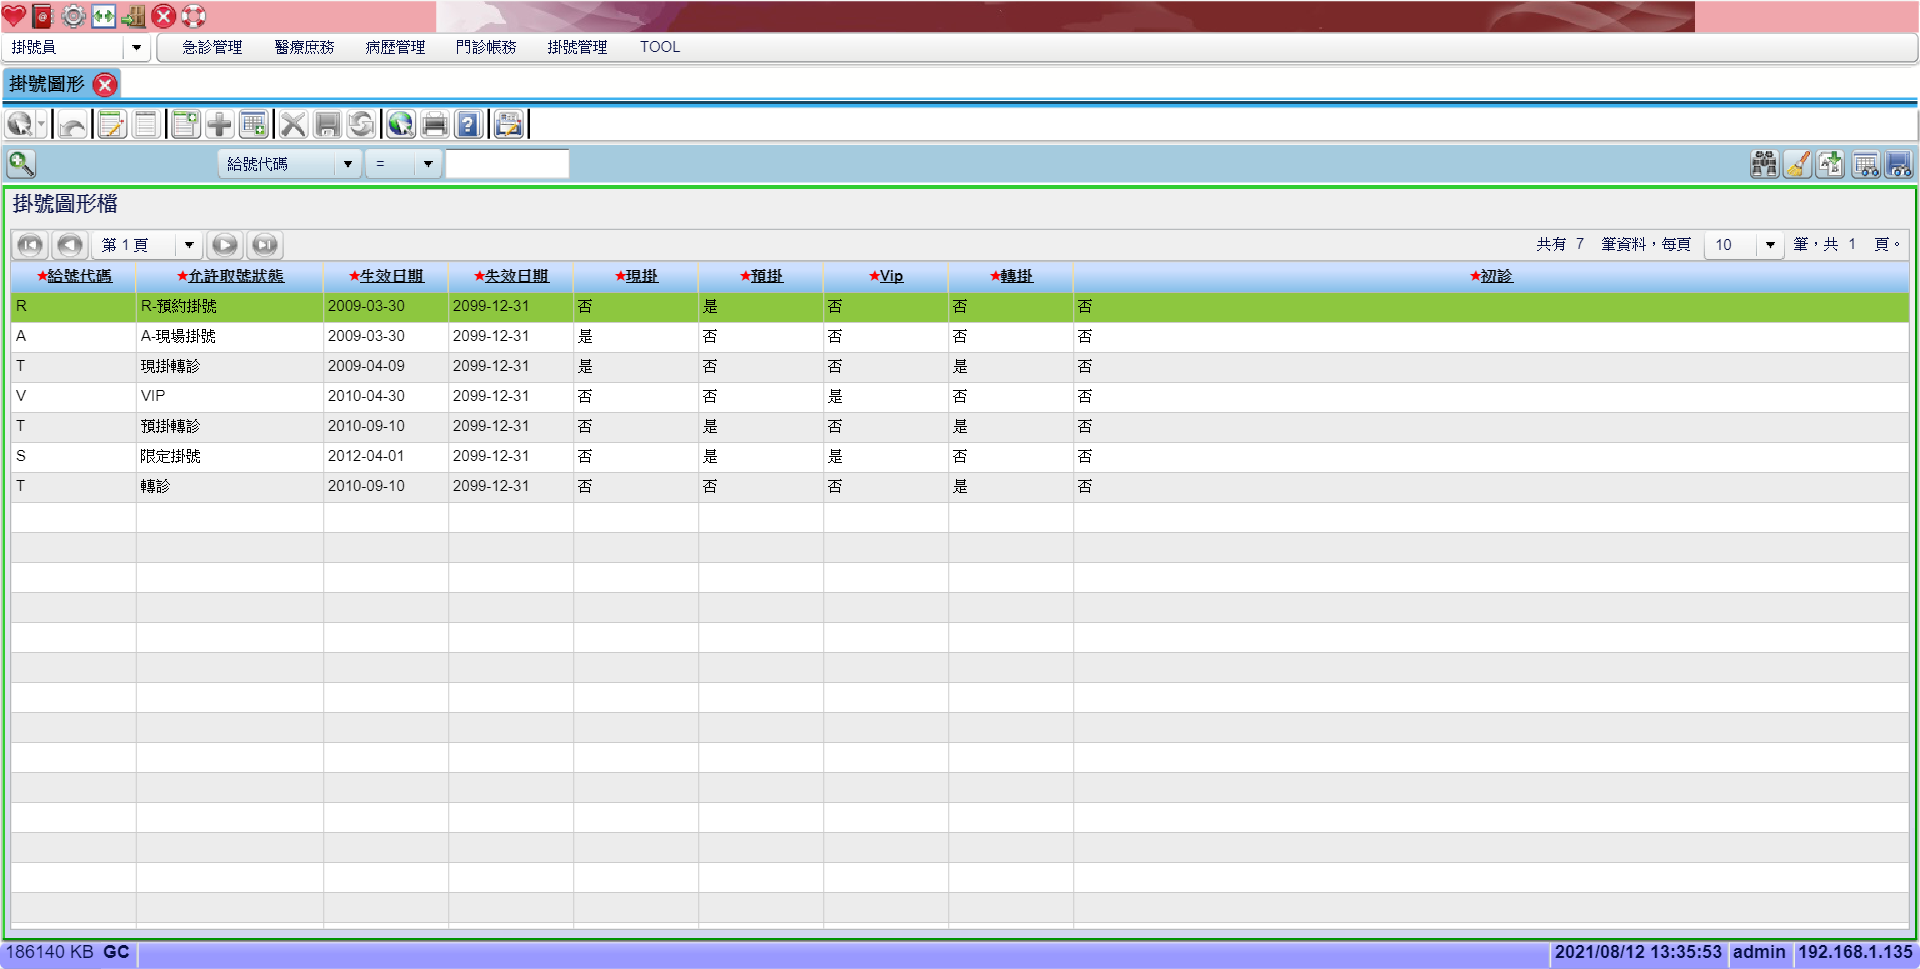 掛號員 急診管理 醫療庶務 病歷管理 門診帳務 掛號管理 TOOL
掛號圖形
給號代碼 =
掛號圖形檔
第 1 頁 共有 7 筆資料，每頁 10 筆，共 1 頁。
★給號代碼 ★允許取號狀態 ★生效日期 ★失效日期 ★現掛 ★預掛 ★Vip ★轉掛 ★初診
R R-預約掛號 2009-03-30 2099-12-31 否 是 否 否 否
A A-現場掛號 2009-03-30 2099-12-31 是 否 否 否 否
T 現掛轉診 2009-04-09 2099-12-31 是 否 否 是 否
V VIP 2010-04-30 2099-12-31 否 否 是 否 否
T 預掛轉診 2010-09-10 2099-12-31 否 是 否 是 否
S 限定掛號 2012-04-01 2099-12-31 否 是 是 否 否
T 轉診 2010-09-10 2099-12-31 否 否 否 是 否
186140 KB GC 2021/08/12 13:35:53 admin 192.168.1.135